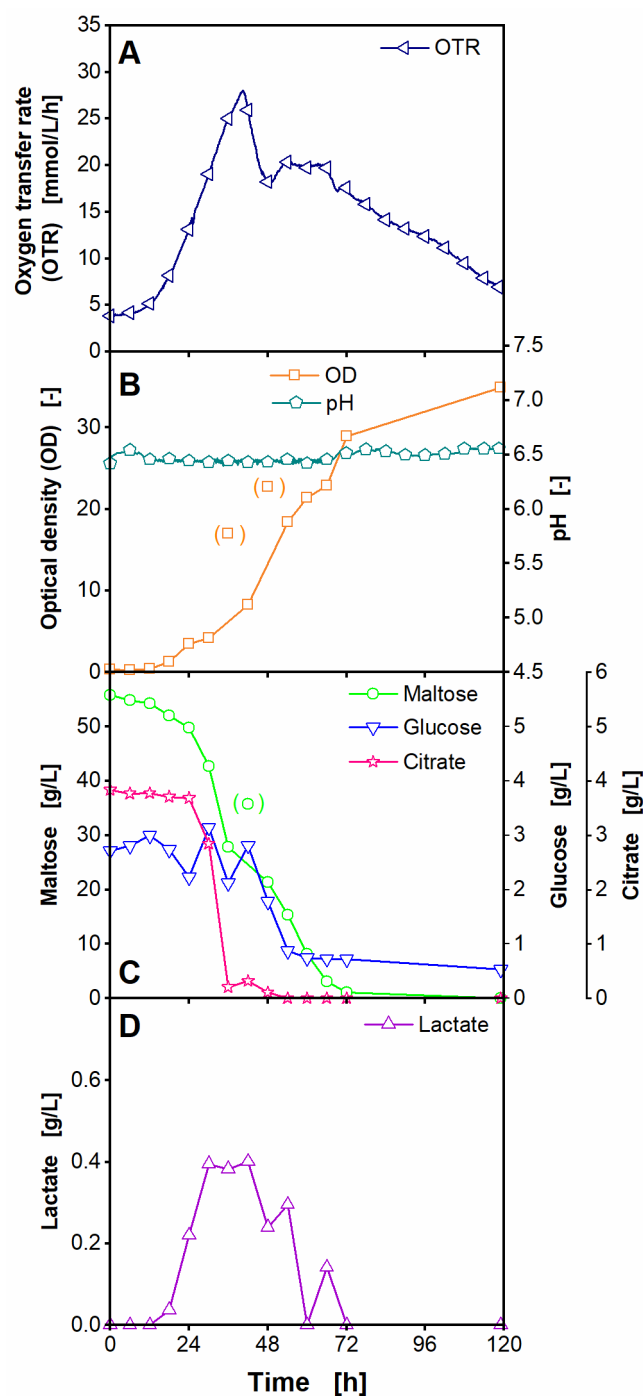 A
OTR
Oxygen transfer rate
(OTR) [mmol/L/h]
35
30
25
20
15
10
5
0
B
OD
pH
Optical density (OD) [-]
30
20
10
0
7.5
7.0
6.5
6.0
5.5
5.0
4.5
pH [-]
( )
( )
C
Maltose
Glucose
Citrate
Maltose [g/L]
50
40
30
20
10
0
5
4
3
2
1
0
Glucose [g/L]
6
4
2
0
Citrate [g/L]
( )
D
Lactate
Lactate [g/L]
0.6
0.4
0.2
0.0
0 24 48 72 96 120
Time [h]